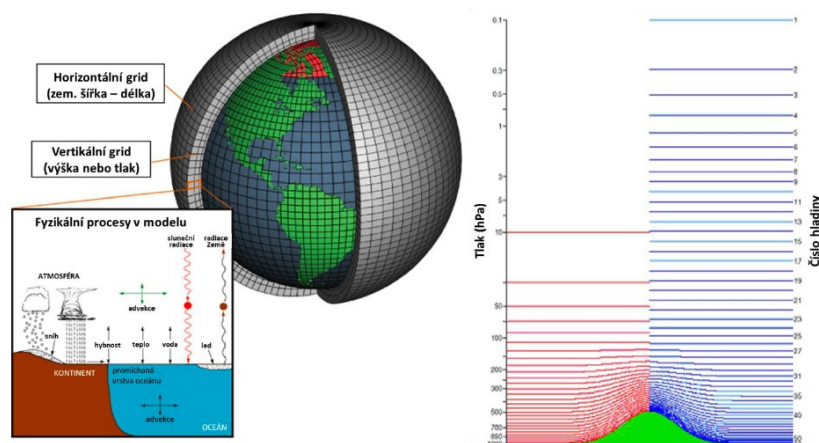 Horizontální grid
(zem. šířka – délka)
Vertikální grid
(výška nebo tlak)
Fyzikální procesy v modelu
sluneční
radiace
radiace
Země
ATMOSFÉRA
advekce
sníh
hybnost
teplo
voda
led
KONTINENT
promíchaná
vrstva oceánu
advekce
OCEÁN
Tlak (hPa)
0.1
0.3
0.5
1
3
5
10
50
100
200
300
500
700
850
Číslo hladiny
1
2
3
4
5
6
7
8
9
11
13
15
17
19
21
23
25
27
31
35
40
50